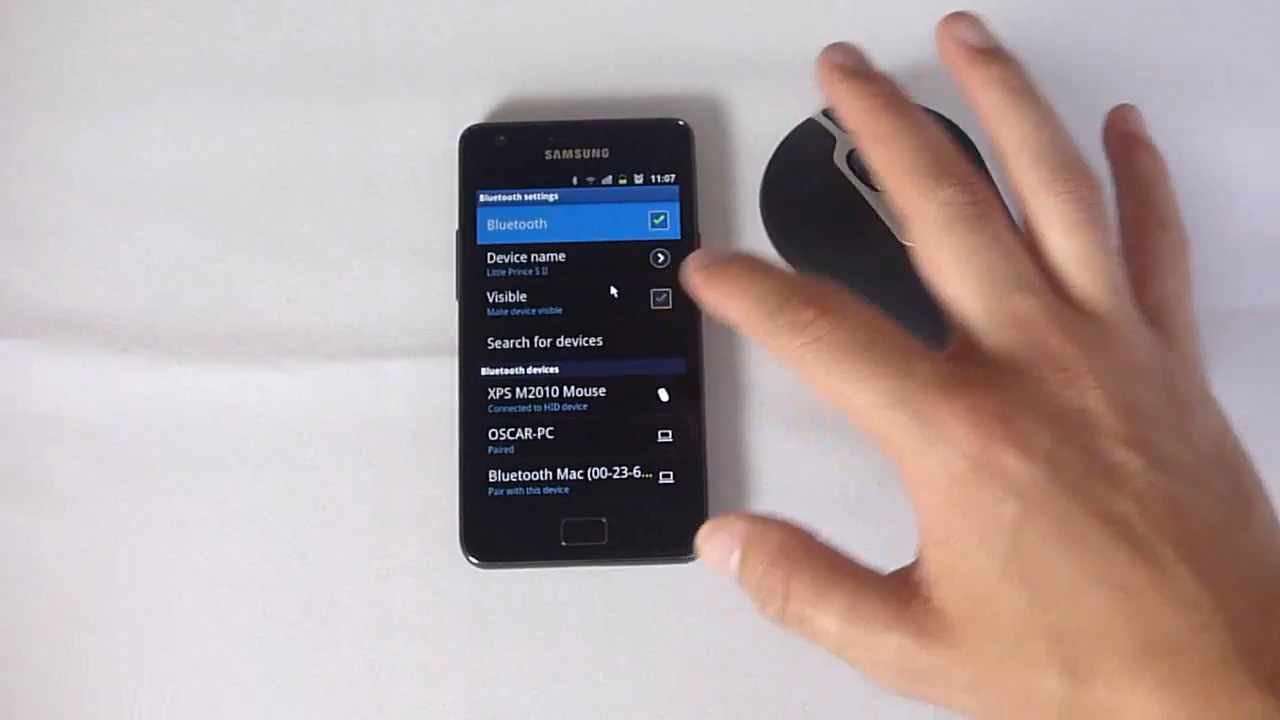 SAMSUNG
11:07
Bluetooth settings
Bluetooth
Device name
Little Prince S II
Visible
Make device visible
Search for devices
Bluetooth devices
XPS M2010 Mouse
Connected to HID device
OSCAR-PC
Paired
Bluetooth Mac (00-23-6...
Pair with this device